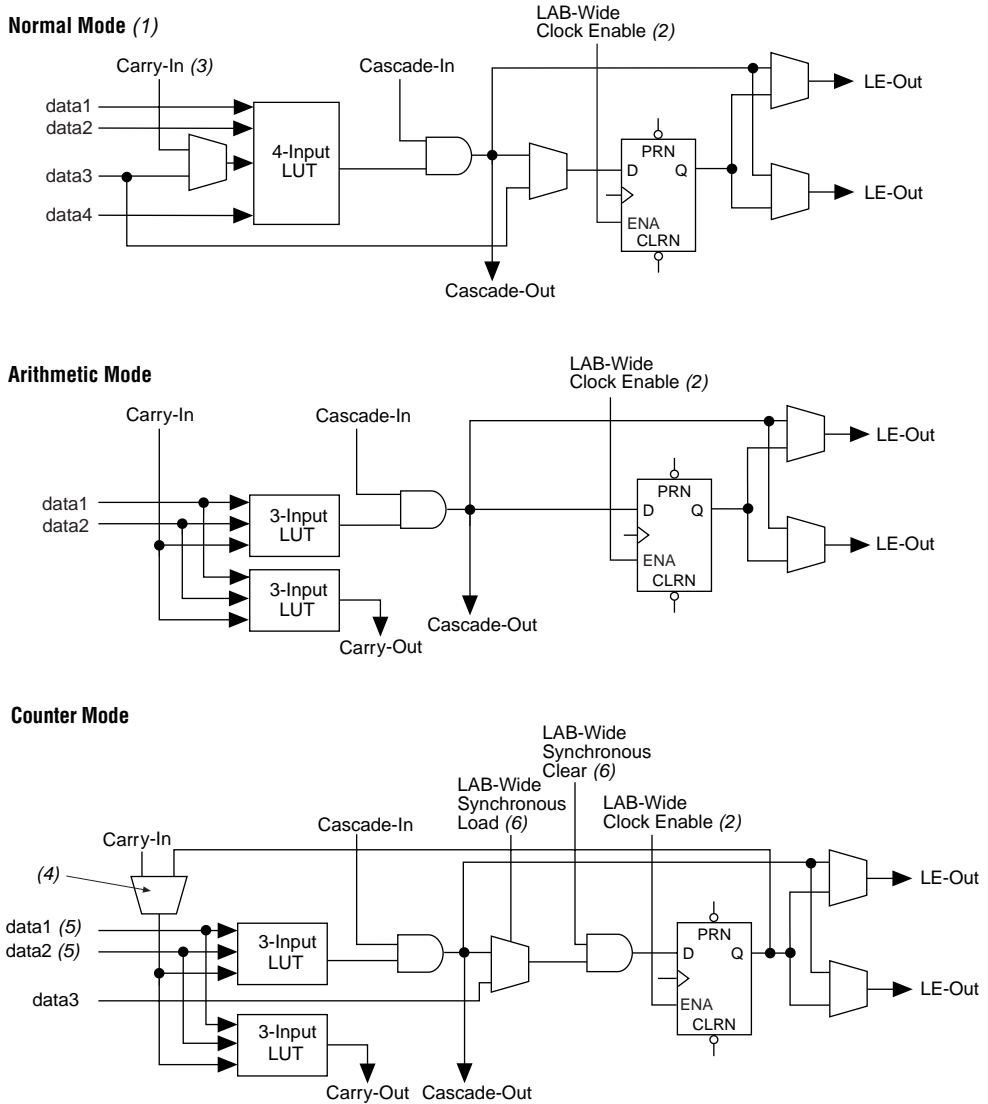 Normal Mode (1)
LAB-Wide
Clock Enable (2)
Carry-In (3)
Cascade-In
LE-Out
data1
data2
4-Input
LUT
PRN
D
Q
data3
LE-Out
data4
ENA
CLRN
Cascade-Out
Arithmetic Mode
LAB-Wide
Clock Enable (2)
Carry-In
Cascade-In
LE-Out
data1
data2
3-Input
LUT
PRN
D
Q
LE-Out
ENA
CLRN
3-Input
LUT
Cascade-Out
Carry-Out
Counter Mode
LAB-Wide
Synchronous
Clear (6)
LAB-Wide
Synchronous
Load (6)
LAB-Wide
Clock Enable (2)
Cascade-In
Carry-In
(4)
LE-Out
data1 (5)
data2 (5)
3-Input
LUT
PRN
D
Q
data3
LE-Out
ENA
CLRN
3-Input
LUT
Carry-Out
Cascade-Out